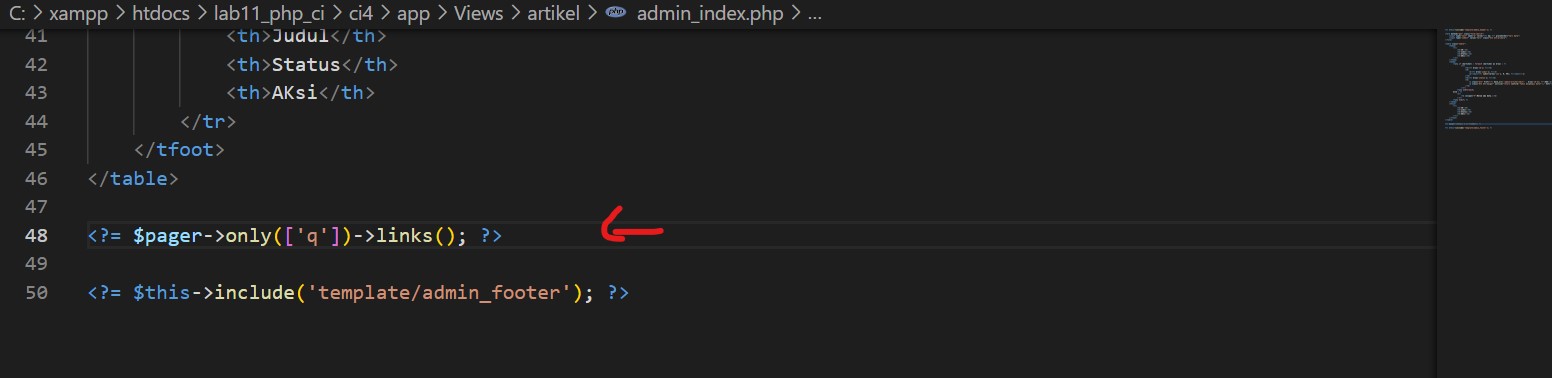 C: > xampp > htdocs > lab11_php_ci > ci4 > app > Views > artikel > php admin_index.php > ...
41 <th>Judul</th>
42 <th>Status</th>
43 <th>AKsi</th>
44 </tr>
45 </tfoot>
46 </table>
47
48 <?= $pager->only(['q'])->links(); ?>
49
50 <?= $this->include('template/admin_footer'); ?>